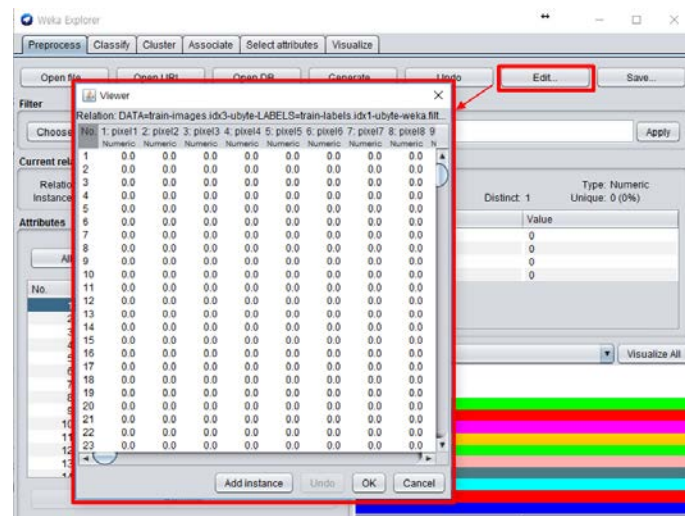 Weka Explorer
Preprocess Classify Cluster Associate Select attributes Visualize
Open file Open URL Open DB Generate Undo Edit... Save...
Filter
Choose Apply
Current rel
Relatio
Instance
Distinct: 1
Type: Numeric
Unique: 0 (0%)
Attributes
Value
0
0
0
0
All
No.
Visualize All
Viewer
Relation: DATA=train-images.idx3-ubyte-LABELS=train-labels.idx1-ubyte-weka.filt...
No. 1: pixel1 2: pixel2 3: pixel3 4: pixel4 5: pixel5 6: pixel6 7: pixel7 8: pixel8 9
Numeric Numeric Numeric Numeric Numeric Numeric Numeric Numeric N
1 0.0 0.0 0.0 0.0 0.0 0.0 0.0 0.0
2 0.0 0.0 0.0 0.0 0.0 0.0 0.0 0.0
3 0.0 0.0 0.0 0.0 0.0 0.0 0.0 0.0
4 0.0 0.0 0.0 0.0 0.0 0.0 0.0 0.0
5 0.0 0.0 0.0 0.0 0.0 0.0 0.0 0.0
6 0.0 0.0 0.0 0.0 0.0 0.0 0.0 0.0
7 0.0 0.0 0.0 0.0 0.0 0.0 0.0 0.0
8 0.0 0.0 0.0 0.0 0.0 0.0 0.0 0.0
9 0.0 0.0 0.0 0.0 0.0 0.0 0.0 0.0
10 0.0 0.0 0.0 0.0 0.0 0.0 0.0 0.0
11 0.0 0.0 0.0 0.0 0.0 0.0 0.0 0.0
12 0.0 0.0 0.0 0.0 0.0 0.0 0.0 0.0
13 0.0 0.0 0.0 0.0 0.0 0.0 0.0 0.0
14 0.0 0.0 0.0 0.0 0.0 0.0 0.0 0.0
15 0.0 0.0 0.0 0.0 0.0 0.0 0.0 0.0
16 0.0 0.0 0.0 0.0 0.0 0.0 0.0 0.0
17 0.0 0.0 0.0 0.0 0.0 0.0 0.0 0.0
18 0.0 0.0 0.0 0.0 0.0 0.0 0.0 0.0
19 0.0 0.0 0.0 0.0 0.0 0.0 0.0 0.0
20 0.0 0.0 0.0 0.0 0.0 0.0 0.0 0.0
21 0.0 0.0 0.0 0.0 0.0 0.0 0.0 0.0
22 0.0 0.0 0.0 0.0 0.0 0.0 0.0 0.0
23 0.0 0.0 0.0 0.0 0.0 0.0 0.0 0.0
Add instance Undo OK Cancel